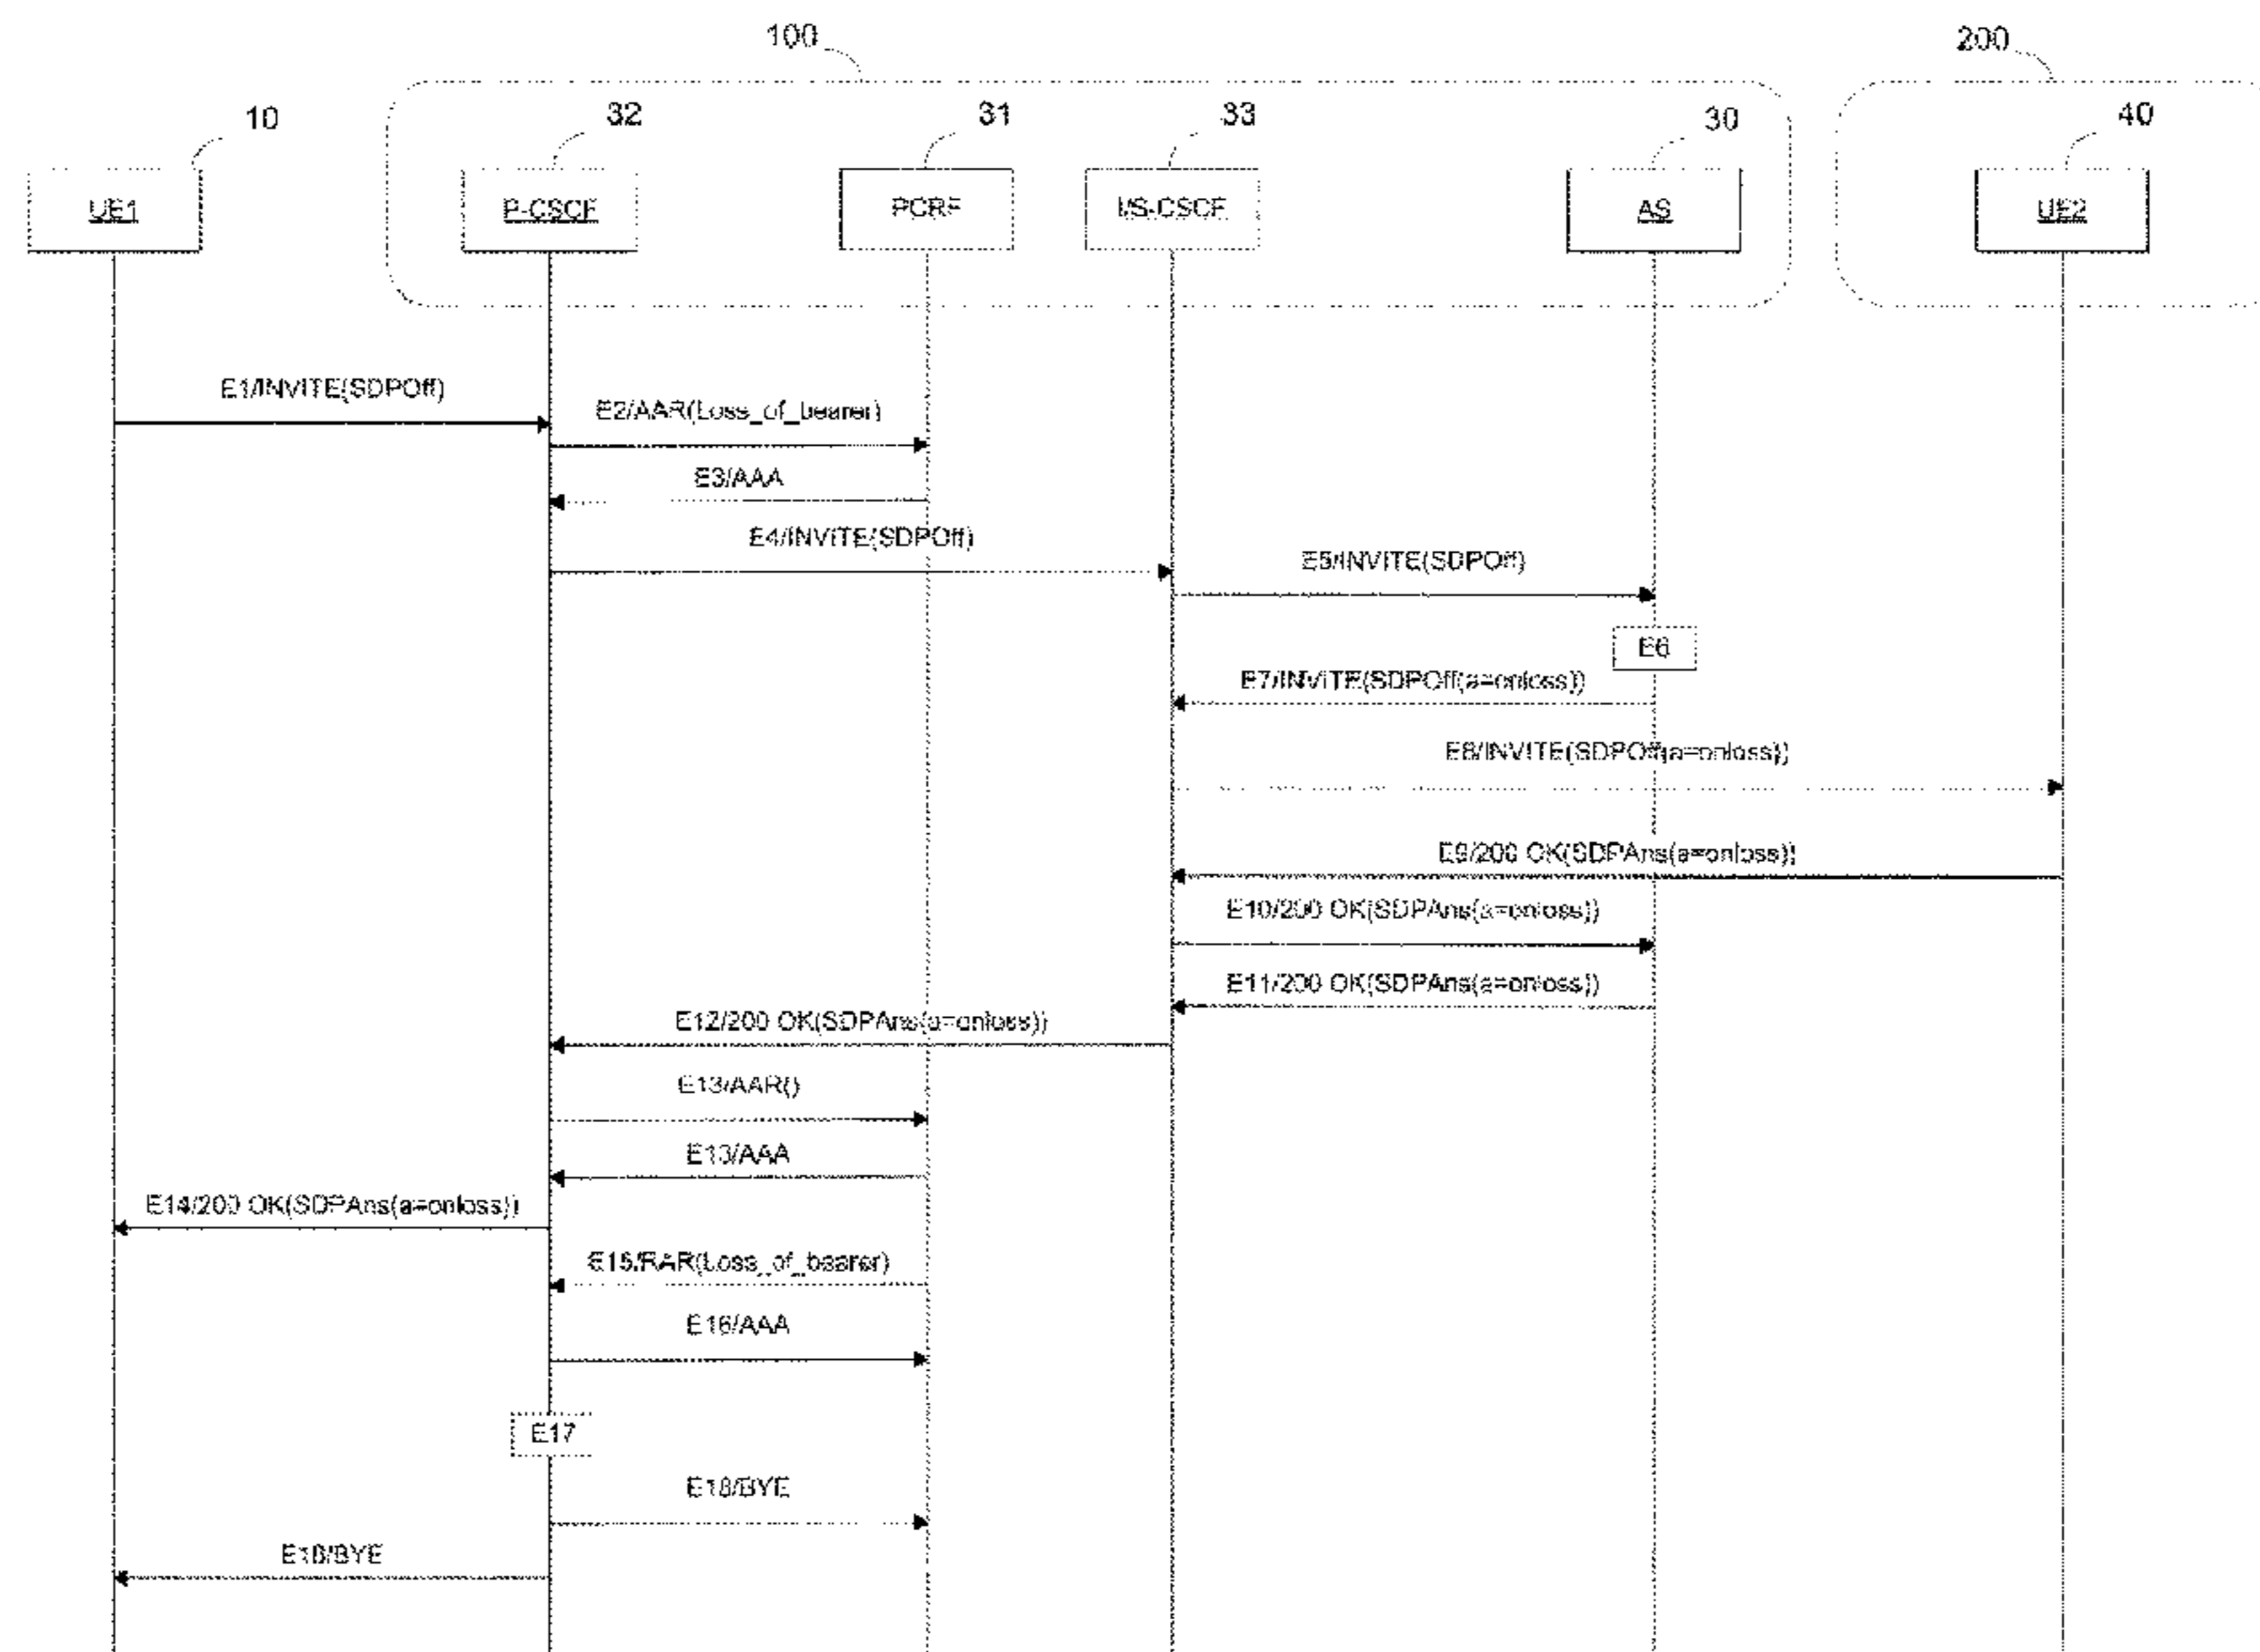 100
200
10
32
31
33
30
40
UE1
P-CSCF
PCRF
I/S-CSCF
AS
UE2
E1/INVITE(SDPOff)
E2/AAR(Loss_of_bearer)
E3/AAA
E4/INVITE(SDPOff)
E5/INVITE(SDPOff)
E6
E7/INVITE(SDPOff(a=onloss))
E8/INVITE(SDPOff(a=onloss))
E9/200 OK(SDPAns(a=onloss))
E10/200 OK(SDPAns(a=onloss))
E11/200 OK(SDPAns(a=onloss))
E12/200 OK(SDPAns(a=onloss))
E13/AAR()
E13/AAA
E14/200 OK(SDPAns(a=onloss))
E15/RAR(Loss_of_bearer)
E16/AAA
E17
E18/BYE
E18/BYE